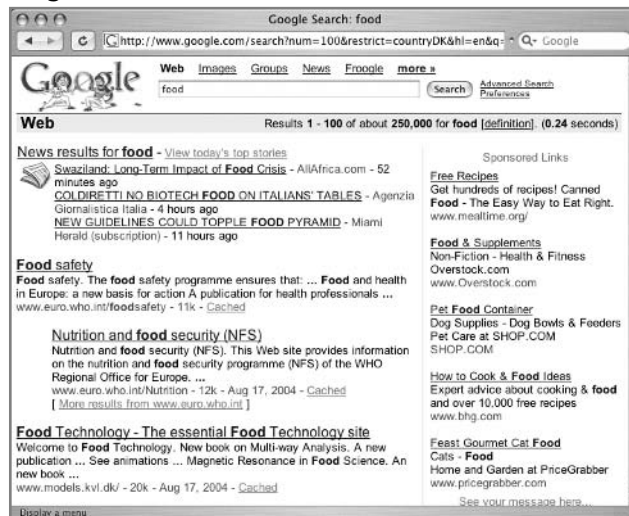 Google Search: food
http://www.google.com/search?num=100&restrict=countryDK&hl=en&q=
Google
Google
Web Images Groups News Froogle more »
food
Search
Advanced Search
Preferences
Web
Results 1 - 100 of about 250,000 for food [definition]. (0.24 seconds)
News results for food - View today's top stories
Swaziland: Long-Term Impact of Food Crisis - AllAfrica.com - 52
minutes ago
COLDIRETTI NO BIOTECH FOOD ON ITALIANS' TABLES - Agenzia
Giornalistica Italia - 4 hours ago
NEW GUIDELINES COULD TOPPLE FOOD PYRAMID - Miami
Herald (subscription) - 11 hours ago
Food safety
Food safety. The food safety programme ensures that: ... Food and health
in Europe: a new basis for action A publication for health professionals ...
www.euro.who.int/foodsafety - 11k - Cached
Nutrition and food security (NFS)
Nutrition and food security (NFS). This Web site provides information
on the nutrition and food security programme (NFS) of the WHO
Regional Office for Europe. ...
www.euro.who.int/Nutrition - 12k - Aug 17, 2004 - Cached
[ More results from www.euro.who.int ]
Food Technology - The essential Food Technology site
Welcome to Food Technology. New book on Multi-way Analysis. A new
publication ... See animations ... Magnetic Resonance in Food Science. An
new book ...
www.models.kvl.dk/ - 20k - Aug 17, 2004 - Cached
Sponsored Links
Free Recipes
Get hundreds of recipes! Canned
Food - The Easy Way to Eat Right.
www.mealtime.org/
Food & Supplements
Non-Fiction - Health & Fitness
Overstock.com
www.Overstock.com
Pet Food Container
Dog Supplies - Dog Bowls & Feeders
Pet Care at SHOP.COM
SHOP.COM
How to Cook & Food Ideas
Expert advice about cooking & food
and over 10,000 free recipes
www.bhg.com
Feast Gourmet Cat Food
Cats - Food
Home and Garden at PriceGrabber
www.pricegrabber.com
See your message here...
Display a menu